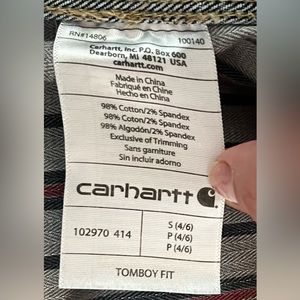 RN#14806 100140
Carhartt, Inc. P.O. Box 600
Dearborn, MI 48121 USA
carhartt.com
Made in China
Fabriqué en Chine
Hecho en China
98% Cotton/2% Spandex
98% Coton/2% Spandex
98% Algodón/2% Spandex
Exclusive of Trimming
Sans garniture
Sin incluir adorno
carhartt
102970 414
S (4/6)
P (4/6)
P (4/6)
TOMBOY FIT